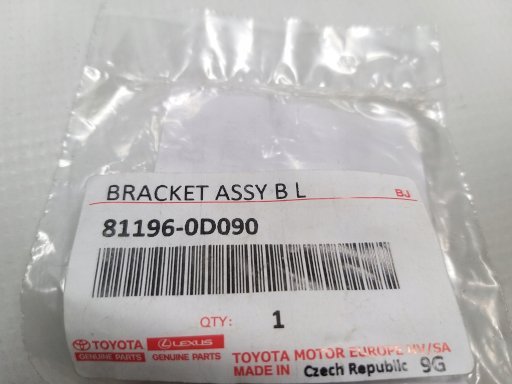 BRACKET ASSY B L BJ
81196-0D090
QTY: 1
TOYOTA LEXUS
GENUINE PARTS GENUINE PARTS
TOYOTA MOTOR EUROPE NV/SA
MADE IN Czech Republic 9G